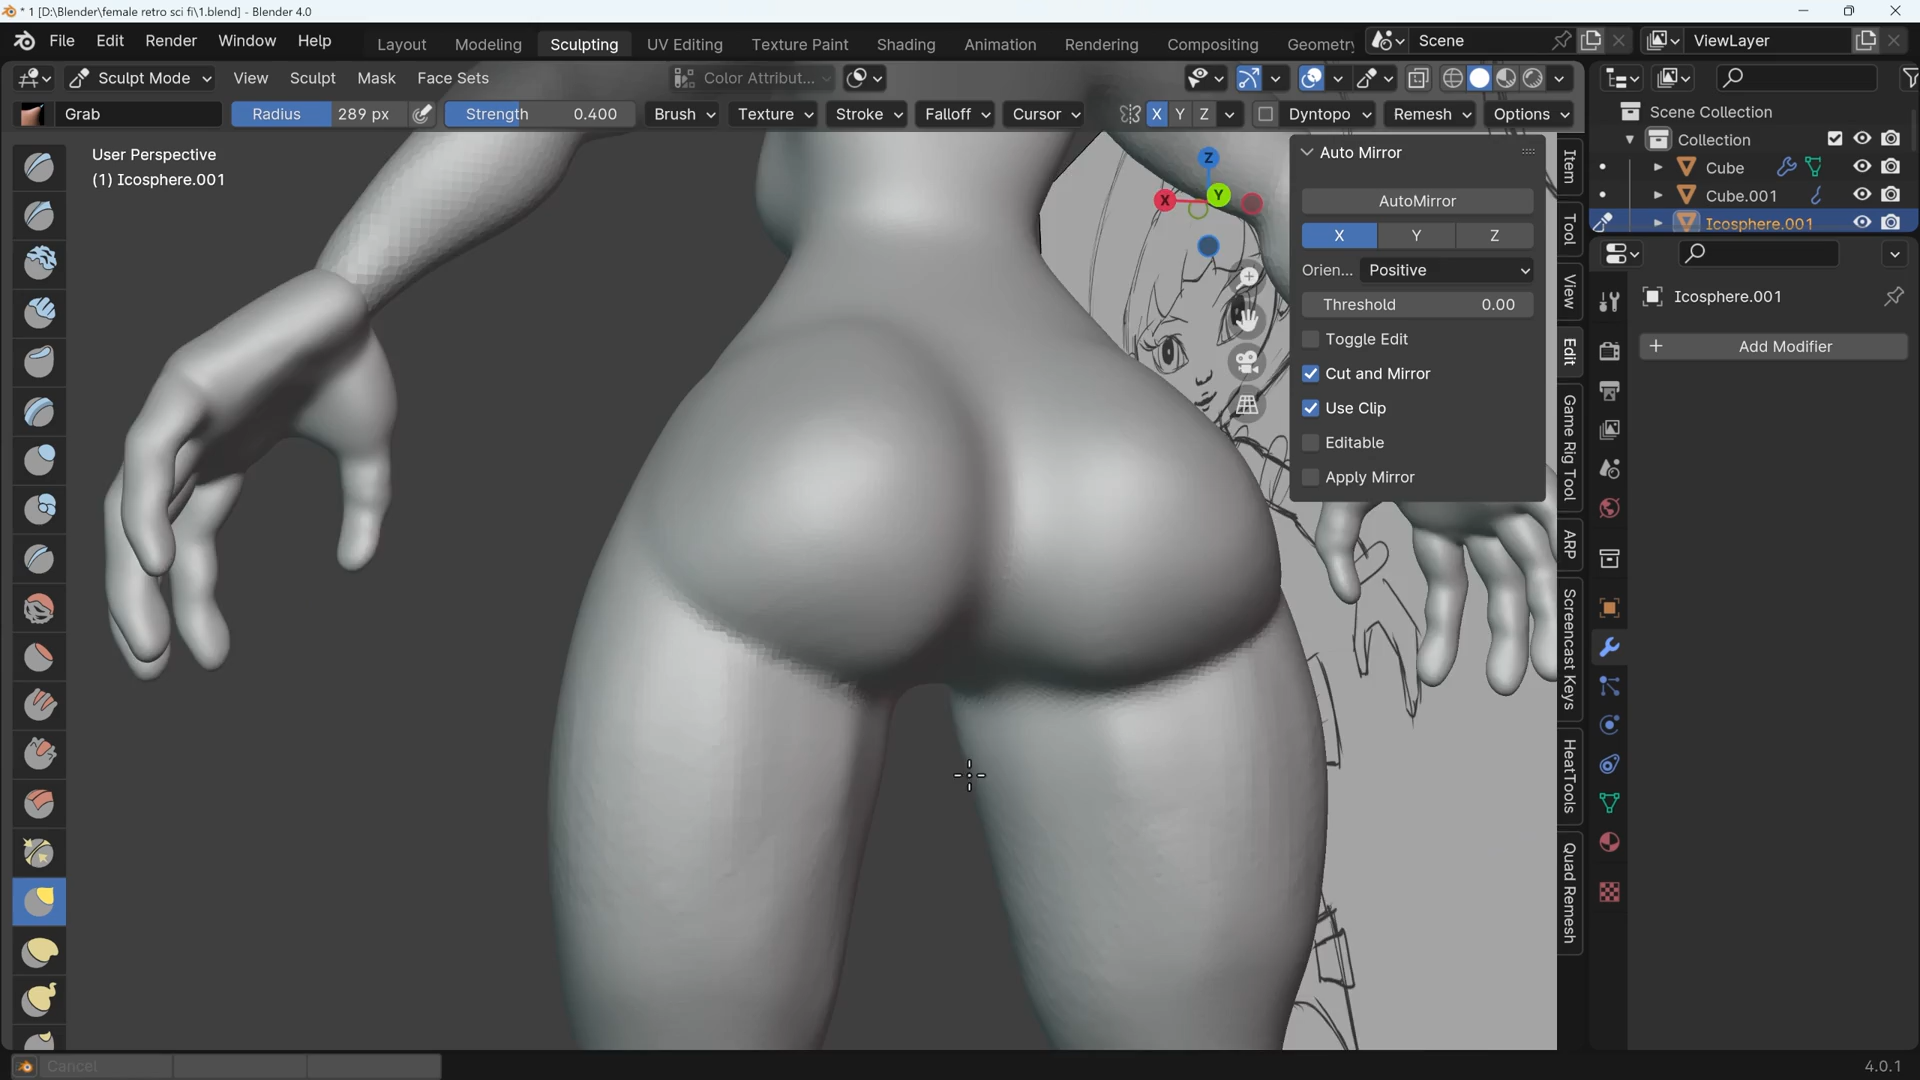 * 1 [D:\Blender\female retro sci fi\1.blend] - Blender 4.0
File Edit Render Window Help Layout Modeling Sculpting UV Editing Texture Paint Shading Animation Rendering Compositing Geometry Scene ViewLayer
Sculpt Mode View Sculpt Mask Face Sets Color Attribut...
Grab Radius 289 px Strength 0.400 Brush Texture Stroke Falloff Cursor X Y Z Dyntopo Remesh Options
User Perspective
(1) Icosphere.001
Z
X
Y
Auto Mirror
AutoMirror
X Y Z
Orien... Positive
Threshold 0.00
Toggle Edit
Cut and Mirror
Use Clip
Editable
Apply Mirror
Item
Tool
View
Edit
Game Rig Tool
ARP
Screencast Keys
HeatTools
Quad Remesh
Scene Collection
Collection
Cube
Cube.001
Icosphere.001
Icosphere.001
Add Modifier
Cancel
4.0.1